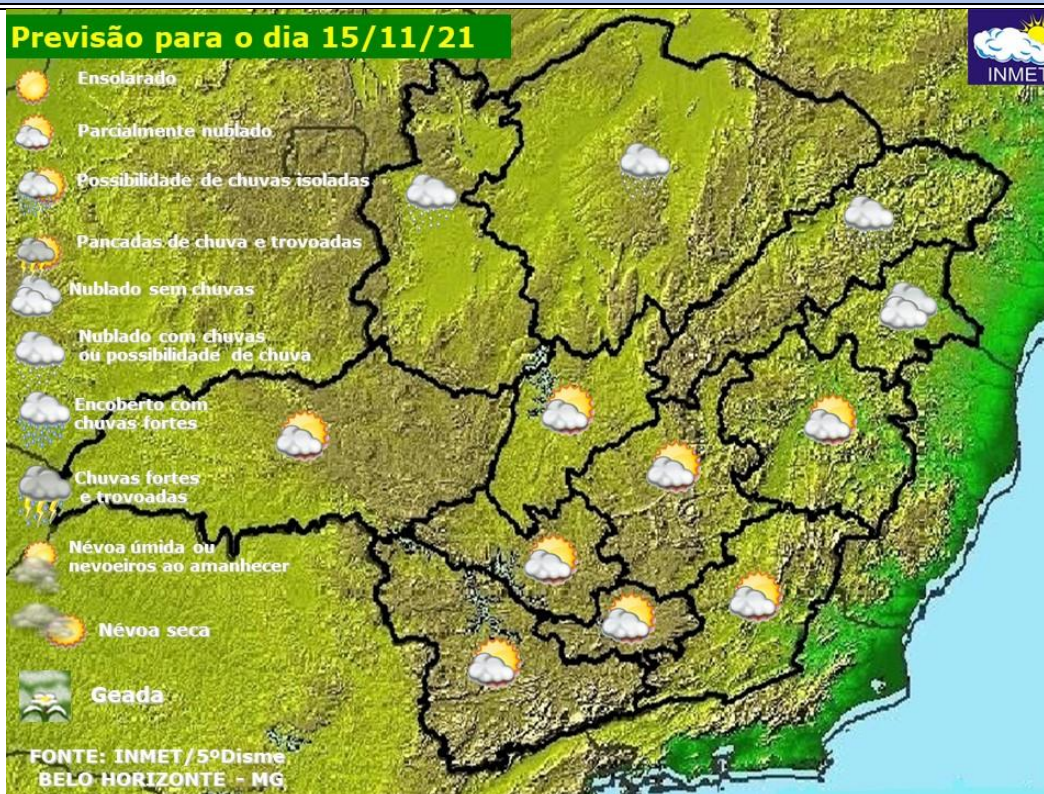 Previsão para o dia 15/11/21
INMET
Ensolarado
Parcialmente nublado
Possibilidade de chuvas isoladas
Pancadas de chuva e trovoadas
Nublado sem chuvas
Nublado com chuvas
ou possibilidade de chuva
Encoberto com
chuvas fortes
Chuvas fortes
e trovoadas
Névoa úmida ou
nevoeiros ao amanhecer
Névoa seca
Geada
FONTE: INMET/5ºDisme
BELO HORIZONTE - MG